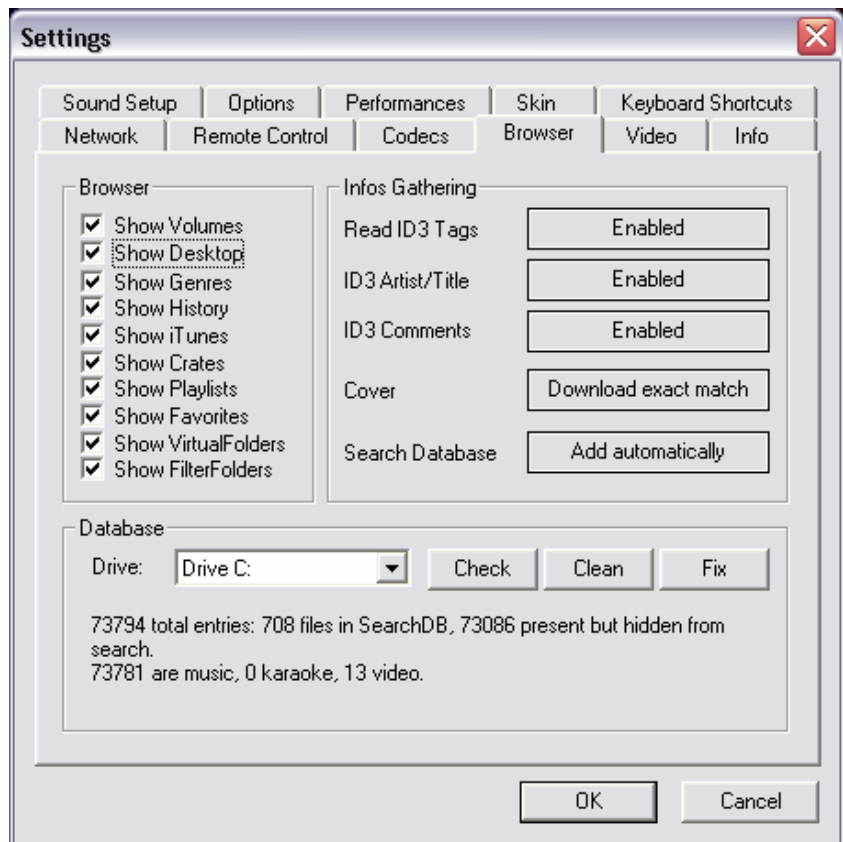 Settings
Sound Setup Options Performances Skin Keyboard Shortcuts
Network Remote Control Codecs Browser Video Info
Browser
Show Volumes
Show Desktop
Show Genres
Show History
Show iTunes
Show Crates
Show Playlists
Show Favorites
Show VirtualFolders
Show FilterFolders
Infos Gathering
Read ID3 Tags Enabled
ID3 Artist/Title Enabled
ID3 Comments Enabled
Cover Download exact match
Search Database Add automatically
Database
Drive: Drive C: Check Clean Fix
73794 total entries: 708 files in SearchDB, 73086 present but hidden from
search.
73781 are music, 0 karaoke, 13 video.
OK Cancel